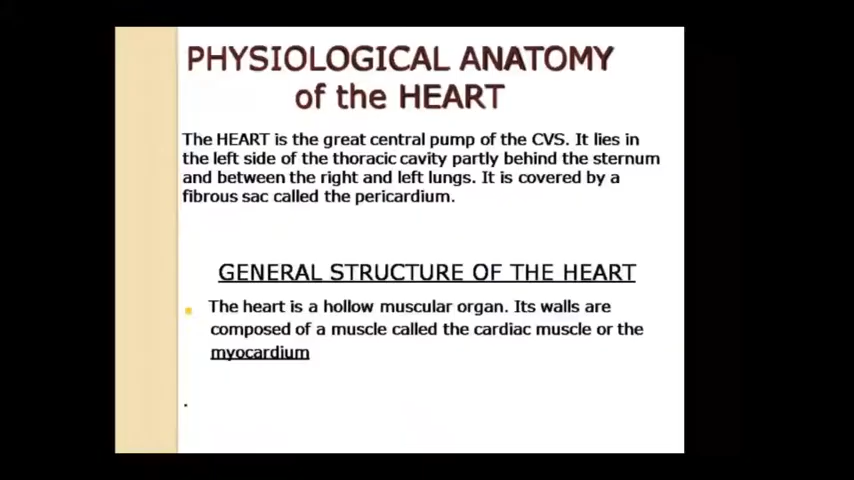 PHYSIOLOGICAL ANATOMY
of the HEART
The HEART is the great central pump of the CVS. It lies in
the left side of the thoracic cavity partly behind the sternum
and between the right and left lungs. It is covered by a
fibrous sac called the pericardium.
GENERAL STRUCTURE OF THE HEART
The heart is a hollow muscular organ. Its walls are
composed of a muscle called the cardiac muscle or the
myocardium
.